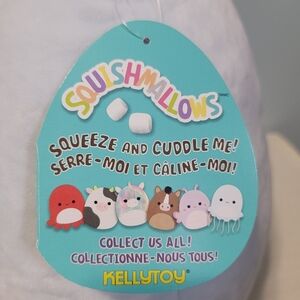 SQUISHMALLOWS
SQUEEZE AND CUDDLE ME!
SERRE-MOI ET CÂLINE-MOI!
COLLECT US ALL!
COLLECTIONNE-NOUS TOUS!
KELLYTOY